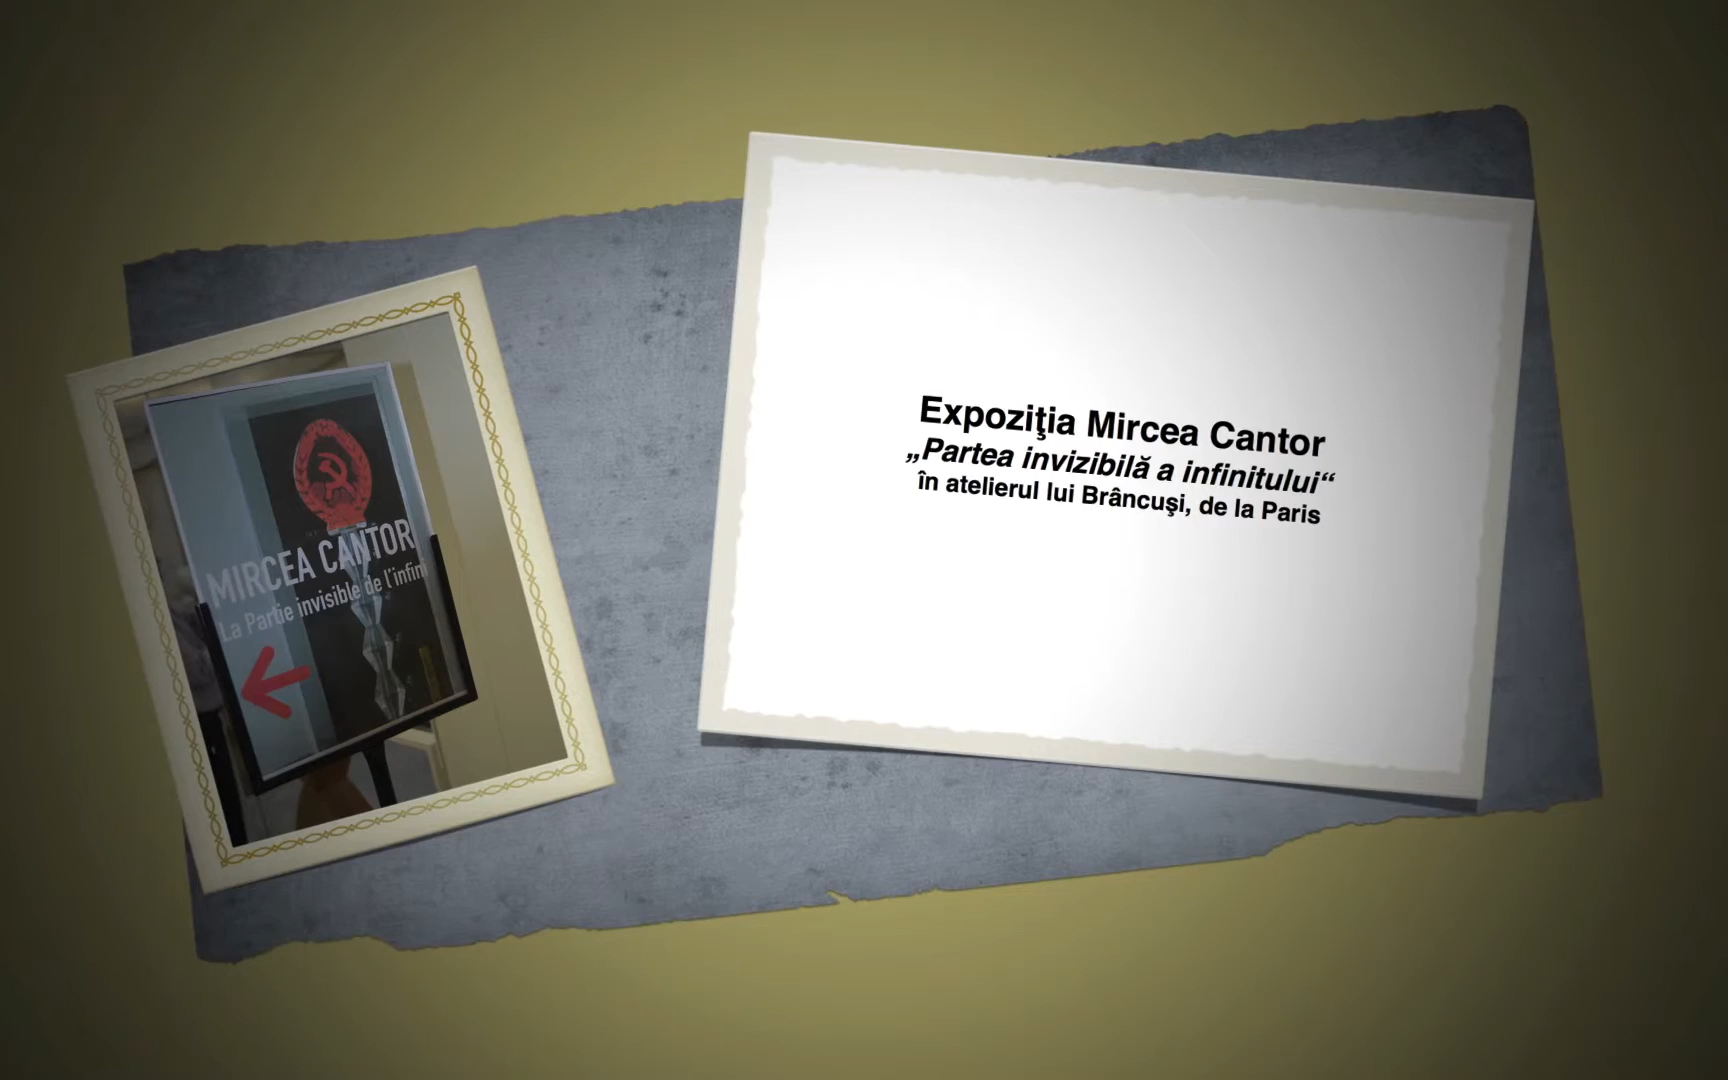 MIRCEA CANTOR
La Partie invisible de l'infini
Expoziţia Mircea Cantor
„Partea invizibilă a infinitului“
în atelierul lui Brâncuşi, de la Paris